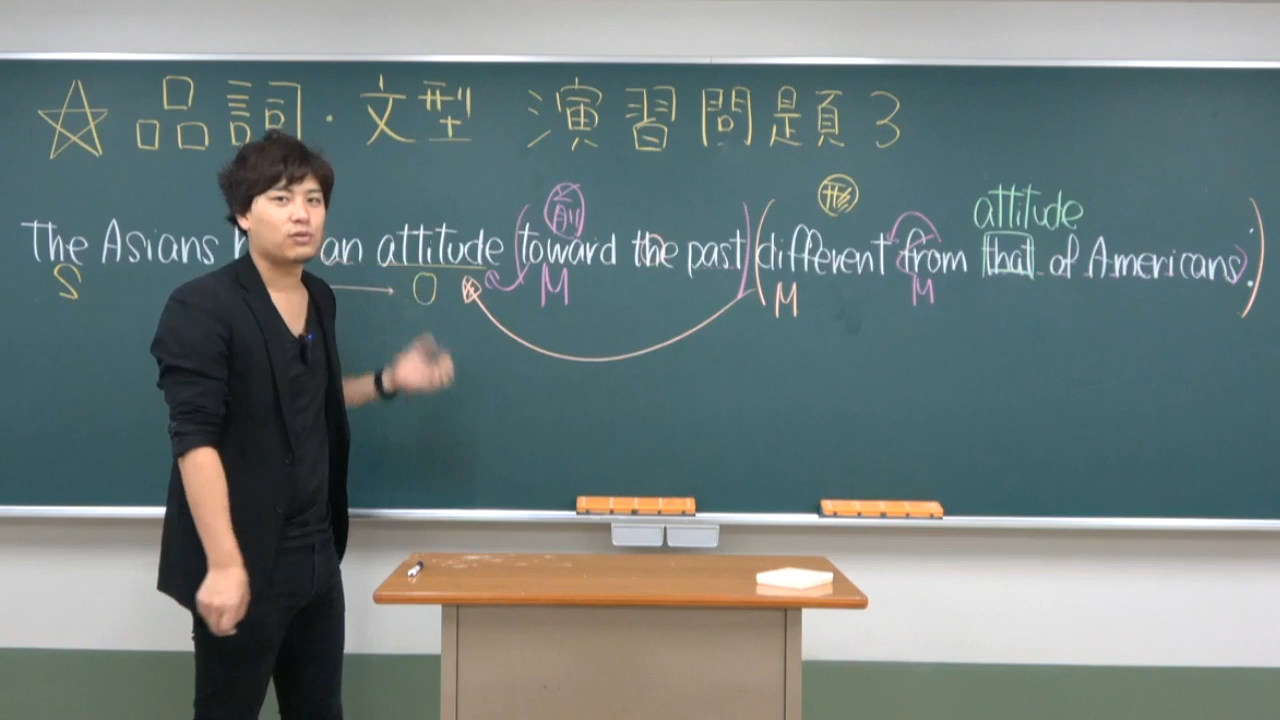 ☆ 品詞・文型 演習問題3
形
前 attitude
The Asians an attitude (toward the past) (different from that of Americans).
S O M M M